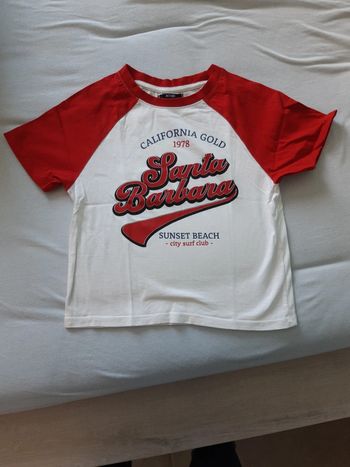 CALIFORNIA GOLD
1978
Santa
Barbara
SUNSET BEACH
- city surf club -